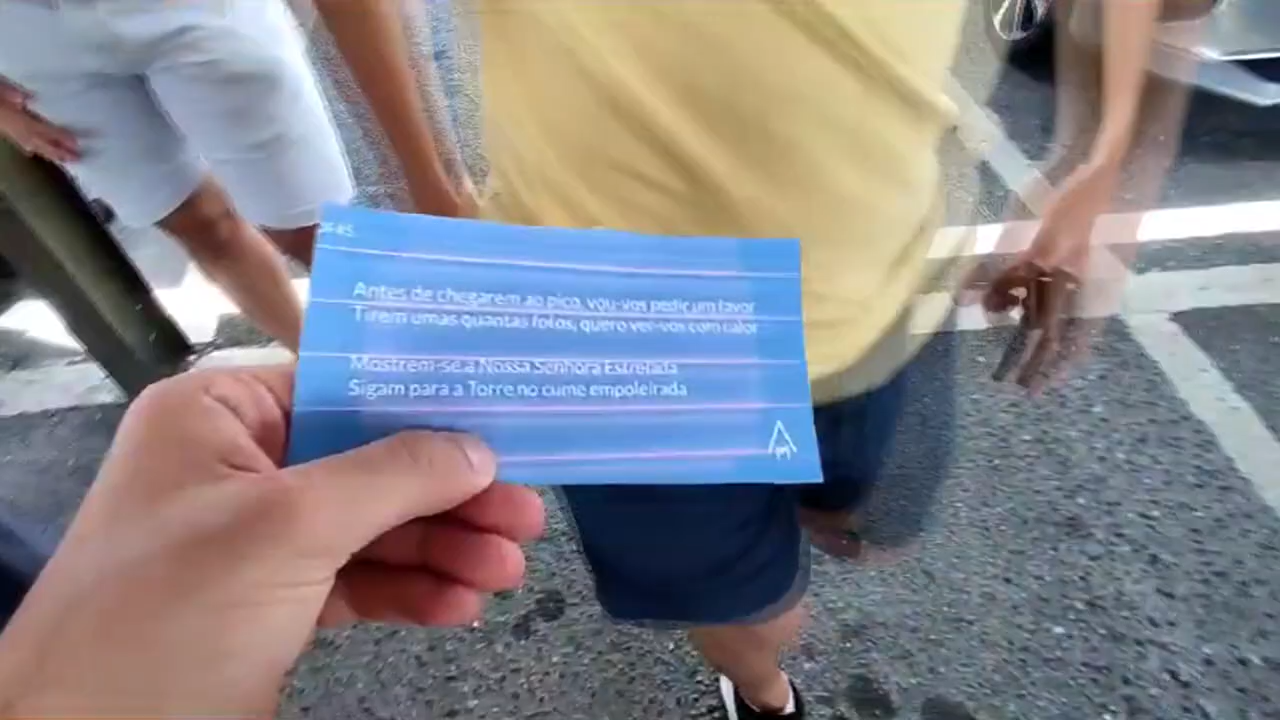 Antes de chegarem ao pico, vou-vos pedir um favor
Tirem umas quantas fotos, quero ver-vos com calor
Mostrem-se a Nossa Senhora Estrelada
Sigam para a Torre no cume empoleirada